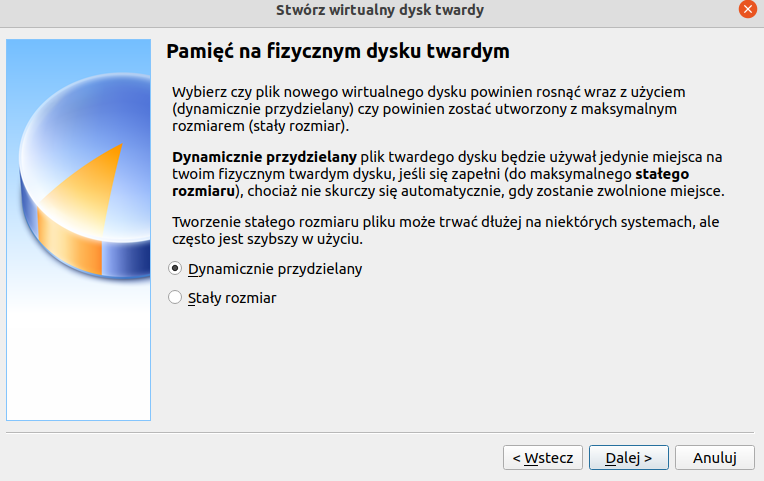 Stwórz wirtualny dysk twardy
Pamięć na fizycznym dysku twardym
Wybierz czy plik nowego wirtualnego dysku powinien rosnąć wraz z użyciem
(dynamicznie przydzielany) czy powinien zostać utworzony z maksymalnym
rozmiarem (stały rozmiar).
Dynamicznie przydzielany plik twardego dysku będzie używał jedynie miejsca na
twoim fizycznym twardym dysku, jeśli się zapełni (do maksymalnego stałego
rozmiaru), chociaż nie skurczy się automatycznie, gdy zostanie zwolnione miejsce.
Tworzenie stałego rozmiaru pliku może trwać dłużej na niektórych systemach, ale
często jest szybszy w użyciu.
Dynamicznie przydzielany
Stały rozmiar
< Wstecz
Dalej >
Anuluj